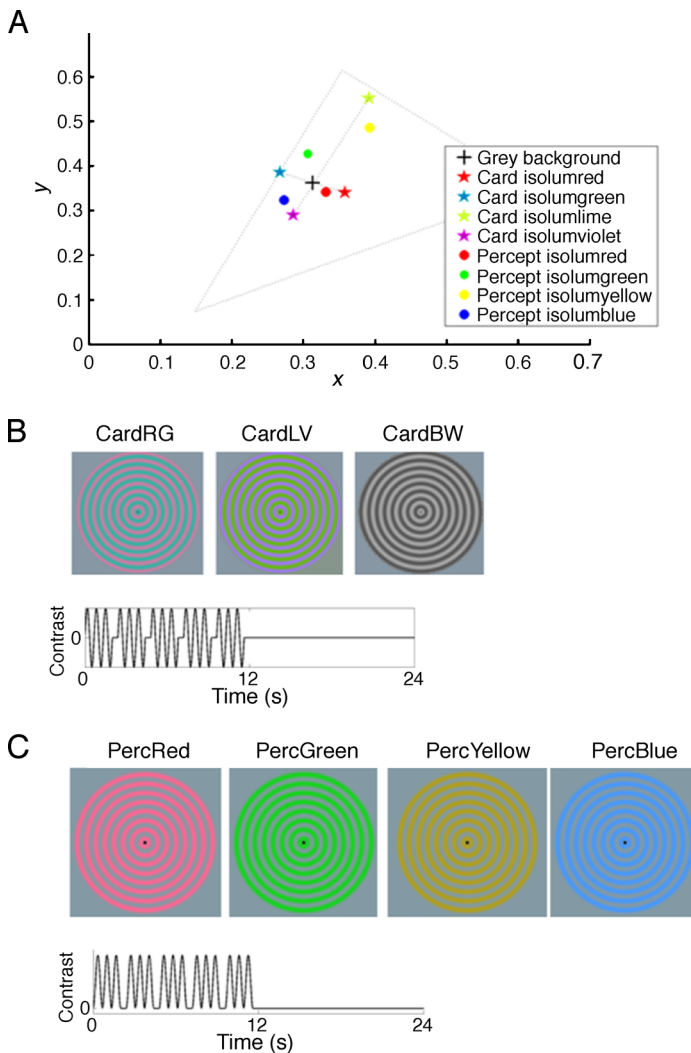 A
y
0.6
0.5
0.4
0.3
0.2
0.1
0
0 0.1 0.2 0.3 0.4 0.5 0.6 0.7
x
Grey background
Card isolumred
Card isolumgreen
Card isolumlime
Card isolumviolet
Percept isolumred
Percept isolumgreen
Percept isolumyellow
Percept isolumblue
B
CardRG CardLV CardBW
Contrast
0
0 12 24
Time (s)
C
PercRed PercGreen PercYellow PercBlue
Contrast
0
0 12 24
Time (s)